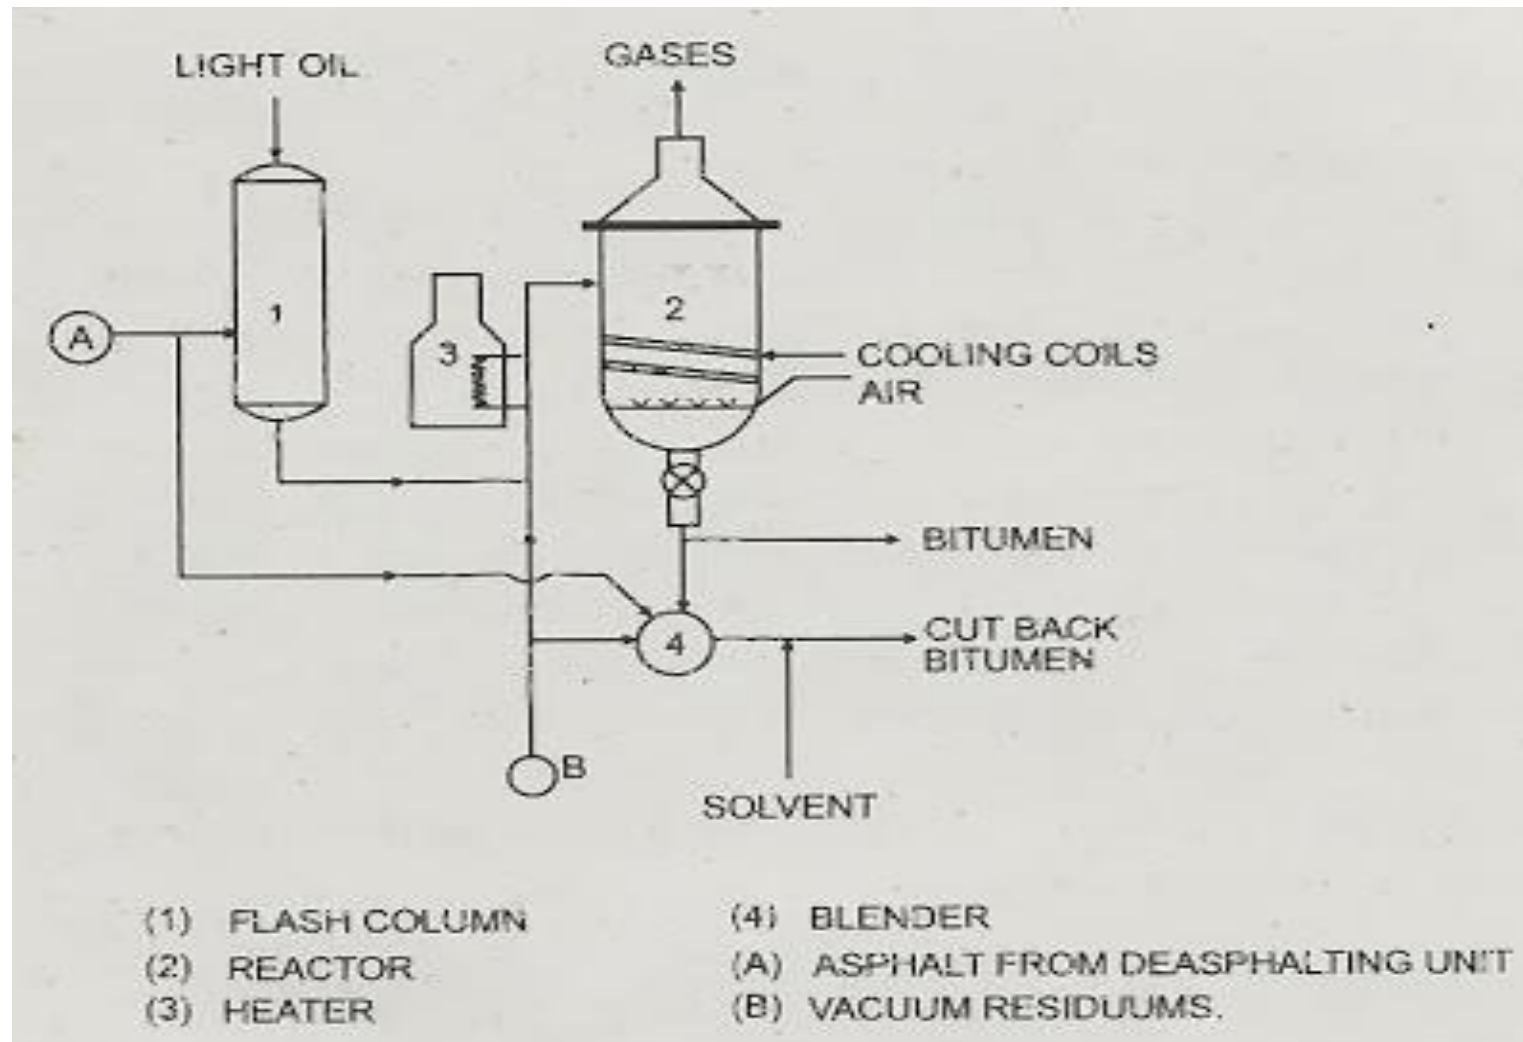 LIGHT OIL
GASES
1
2
A
3
COOLING COILS
AIR
BITUMEN
4
CUT BACK
BITUMEN
B
SOLVENT
(1) FLASH COLUMN
(2) REACTOR
(3) HEATER
(4) BLENDER
(A) ASPHALT FROM DEASPHALTING UNIT
(B) VACUUM RESIDUUMS.